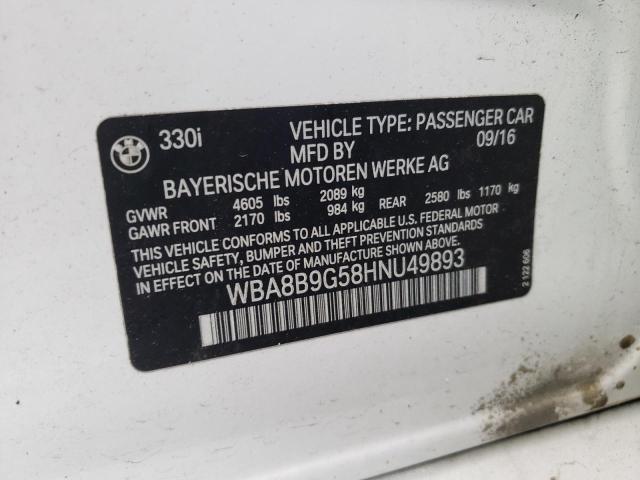 BMW
330i
VEHICLE TYPE: PASSENGER CAR
MFD BY 09/16
BAYERISCHE MOTOREN WERKE AG
GVWR 4605 lbs 2089 kg
GAWR FRONT 2170 lbs 984 kg REAR 2580 lbs 1170 kg
THIS VEHICLE CONFORMS TO ALL APPLICABLE U.S. FEDERAL MOTOR
VEHICLE SAFETY, BUMPER AND THEFT PREVENTION STANDARDS
IN EFFECT ON THE DATE OF MANUFACTURE SHOWN ABOVE.
WBA8B9G58HNU49893
2 122 606